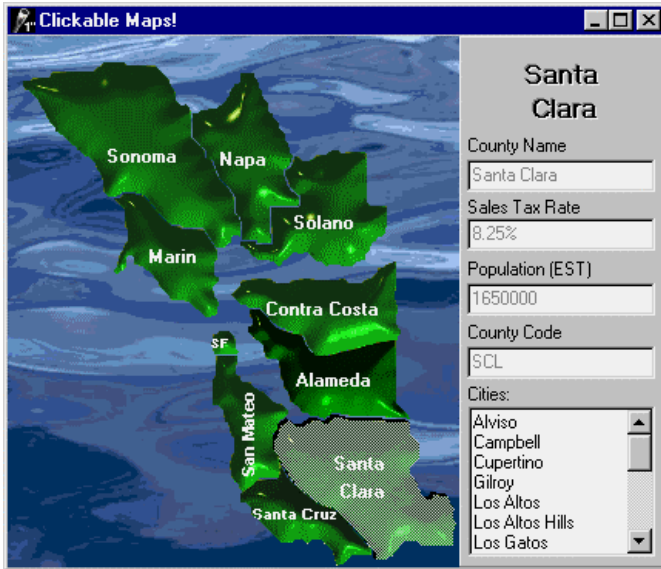 Clickable Maps!
Sonoma
Napa
Solano
Marin
Contra Costa
SF
Alameda
San Mateo
Santa
Clara
Santa Cruz
Santa
Clara
County Name
Santa Clara
Sales Tax Rate
8.25%
Population (EST)
1650000
County Code
SCL
Cities:
Alviso
Campbell
Cupertino
Gilroy
Los Altos
Los Altos Hills
Los Gatos